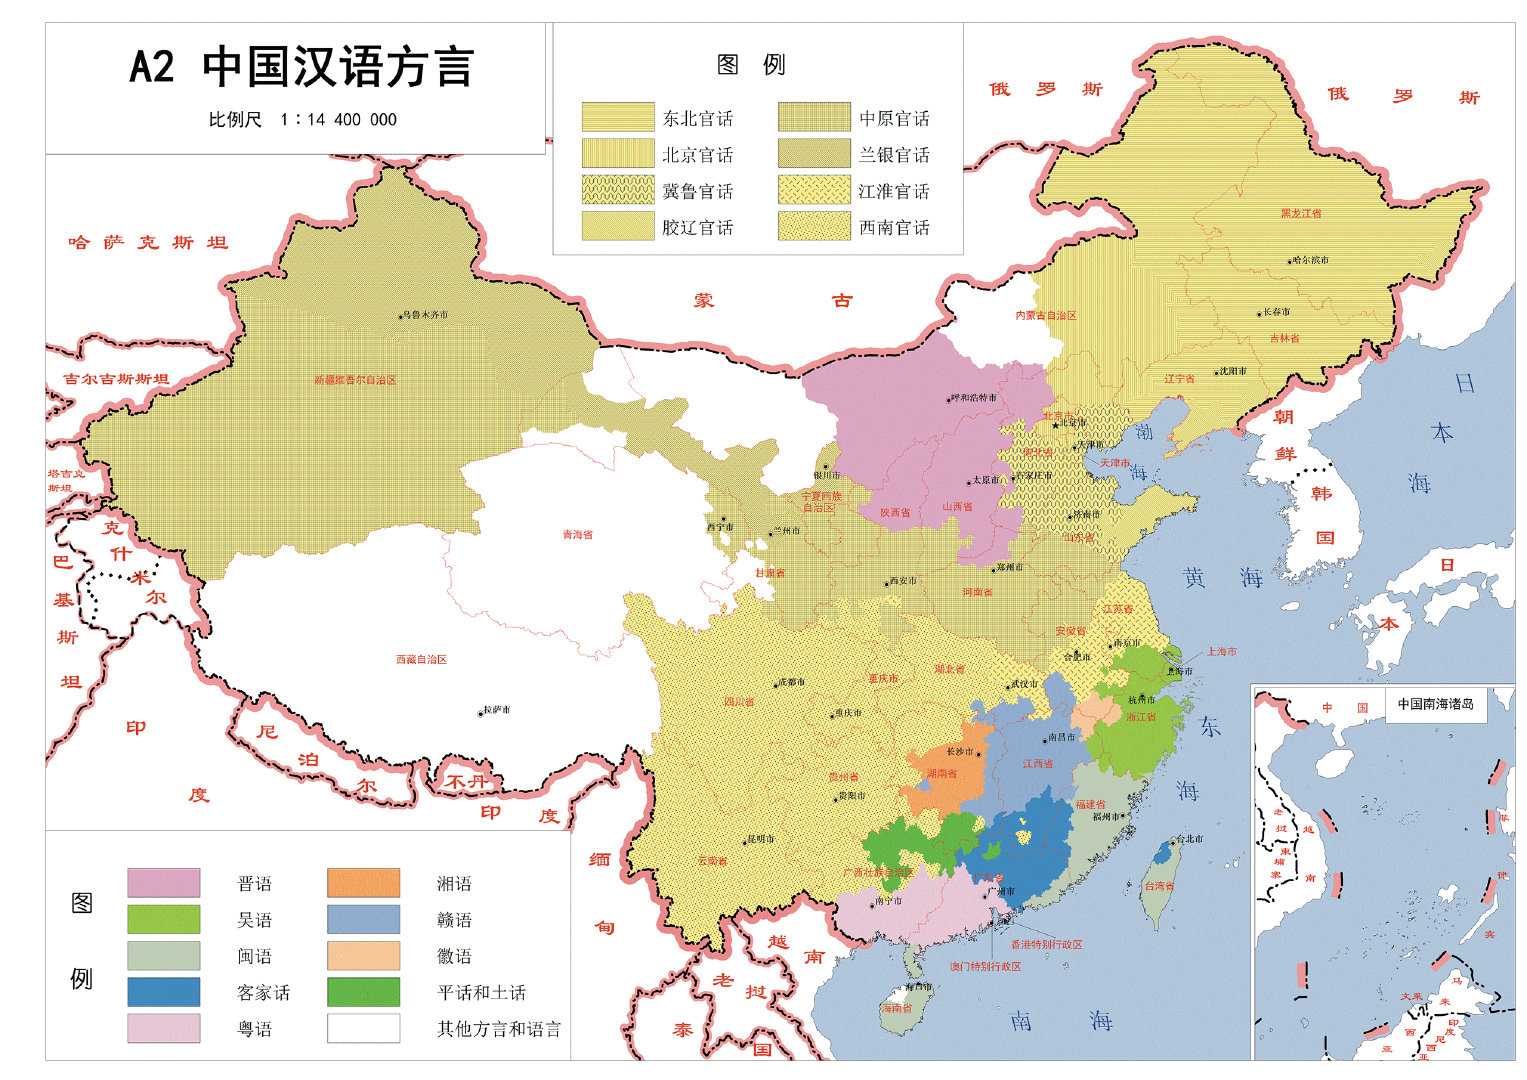 A2 中国汉语方言
比例尺 1：14 400 000
图 例
东北官话
中原官话
北京官话
兰银官话
冀鲁官话
江淮官话
胶辽官话
西南官话
俄罗斯
俄罗斯
哈萨克斯坦
蒙古
吉尔吉斯斯坦
塔吉克
斯坦
巴基斯坦
克什米尔
印度
尼泊尔
不丹
印度
缅甸
老挝
越南
泰国
朝鲜
韩国
日本
日本海
渤海
黄海
东海
南海
黑龙江省
哈尔滨市
长春市
吉林省
沈阳市
辽宁省
内蒙古自治区
呼和浩特市
北京市
北京市
天津市
天津市
河北省
石家庄市
太原市
山西省
陕西省
济南市
山东省
银川市
宁夏回族
自治区
西宁市
兰州市
甘肃省
青海省
乌鲁木齐市
新疆维吾尔自治区
西藏自治区
拉萨市
西安市
郑州市
河南省
江苏省
安徽省
南京市
合肥市
上海市
上海市
湖北省
武汉市
重庆市
重庆市
成都市
四川省
杭州市
浙江省
南昌市
江西省
长沙市
湖南省
贵州省
贵阳市
福建省
福州市
昆明市
云南省
广西壮族自治区
南宁市
广东省
广州市
香港特别行政区
澳门特别行政区
海口市
海南省
台北市
台湾省
图例
晋语
湘语
吴语
赣语
闽语
徽语
客家话
平话和土话
粤语
其他方言和语言
中国南海诸岛
中国
老挝
越南
柬埔寨
菲律宾
马来西亚
文莱
印度尼西亚